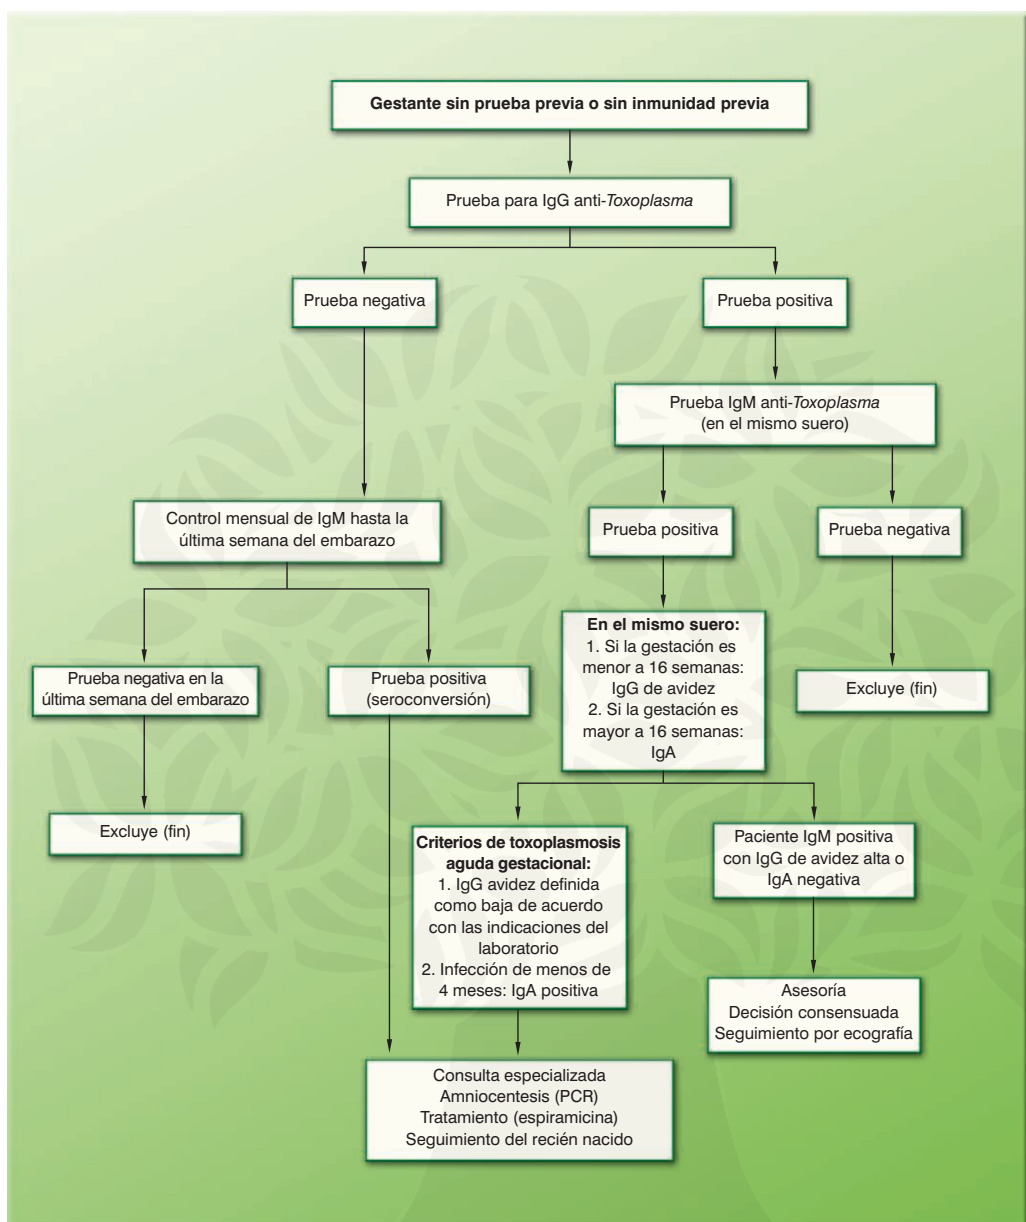 Gestante sin prueba previa o sin inmunidad previa
Prueba para IgG anti-Toxoplasma
Prueba negativa
Prueba positiva
Prueba IgM anti-Toxoplasma
(en el mismo suero)
Control mensual de IgM hasta la
última semana del embarazo
Prueba positiva
Prueba negativa
En el mismo suero:
1. Si la gestación es
menor a 16 semanas:
IgG de avidez
2. Si la gestación es
mayor a 16 semanas:
IgA
Prueba negativa en la
última semana del embarazo
Prueba positiva
(seroconversión)
Excluye (fin)
Excluye (fin)
Criterios de toxoplasmosis
aguda gestacional:
1. IgG avidez definida
como baja de acuerdo
con las indicaciones del
laboratorio
2. Infección de menos de
4 meses: IgA positiva
Paciente IgM positiva
con IgG de avidez alta o
IgA negativa
Asesoría
Decisión consensuada
Seguimiento por ecografía
Consulta especializada
Amniocentesis (PCR)
Tratamiento (espiramicina)
Seguimiento del recién nacido